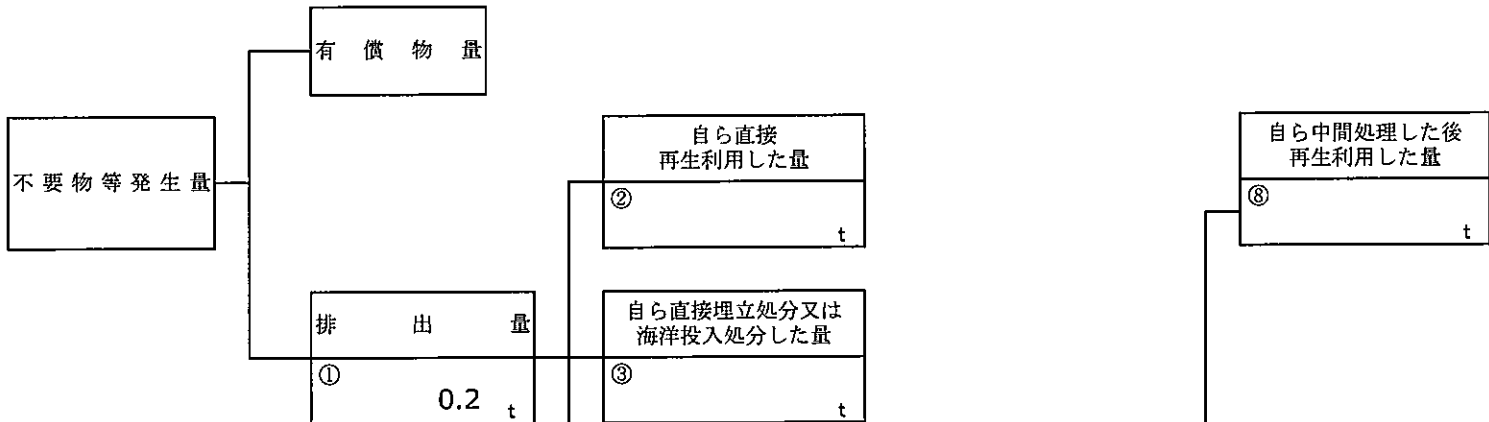 有償物量
不要物等発生量
自ら直接
再生利用した量
②
t
自ら中間処理した後
再生利用した量
⑧
t
排出量
①
0.2 t
自ら直接埋立処分又は
海洋投入処分した量
③
t